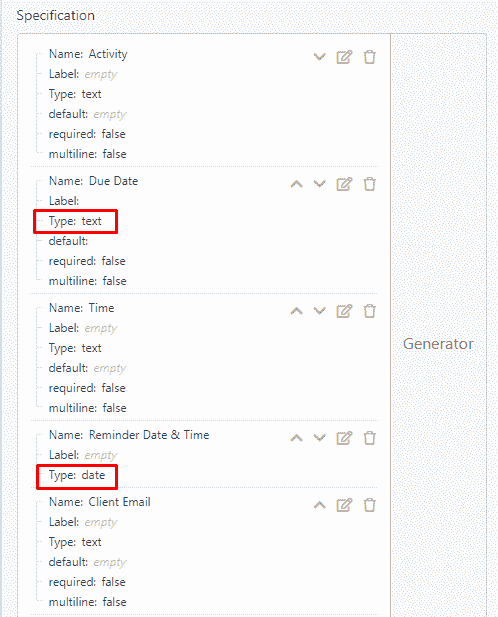 Specification
Name: Activity
Label: empty
Type: text
default: empty
required: false
multiline: false
Name: Due Date
Label:
Type: text
default:
required: false
multiline: false
Name: Time
Label: empty
Type: text
default: empty
required: false
multiline: false
Generator
Name: Reminder Date & Time
Label: empty
Type: date
Name: Client Email
Label: empty
Type: text
default: empty
required: false
multiline: false